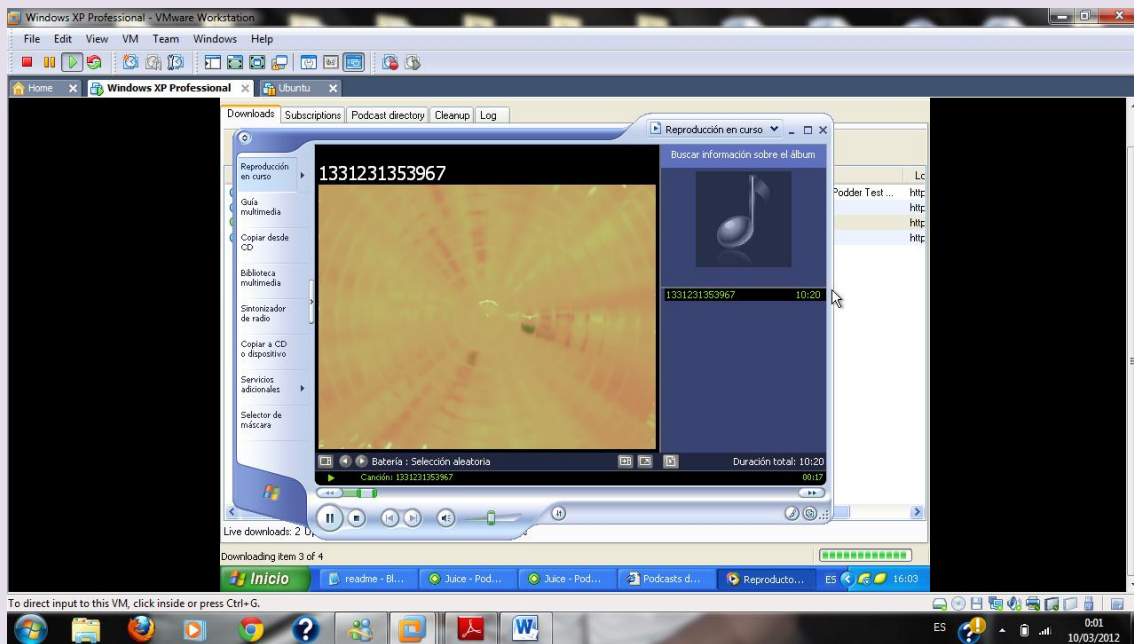 Windows XP Professional - VMware Workstation
File Edit View VM Team Windows Help
Home
Windows XP Professional
Ubuntu
Downloads Subscriptions Podcast directory Cleanup Log
Reproducción en curso
Reproducción
en curso
Guía
multimedia
Copiar desde
CD
Biblioteca
multimedia
Sintonizador
de radio
Copiar a CD
o dispositivo
Servicios
adicionales
Selector de
máscara
1331231353967
Buscar información sobre el álbum
1331231353967 10:20
Lo
Podder Test ... http
http
http
http
Batería : Selección aleatoria
Duración total: 10:20
Canción: 1331231353967 00:17
Live downloads: 2
Downloading item 3 of 4
Inicio
readme - Bl...
Juice - Pod...
Juice - Pod...
Podcasts d...
Reproducto...
ES 16:03
To direct input to this VM, click inside or press Ctrl+G.
ES 0:01
10/03/2012